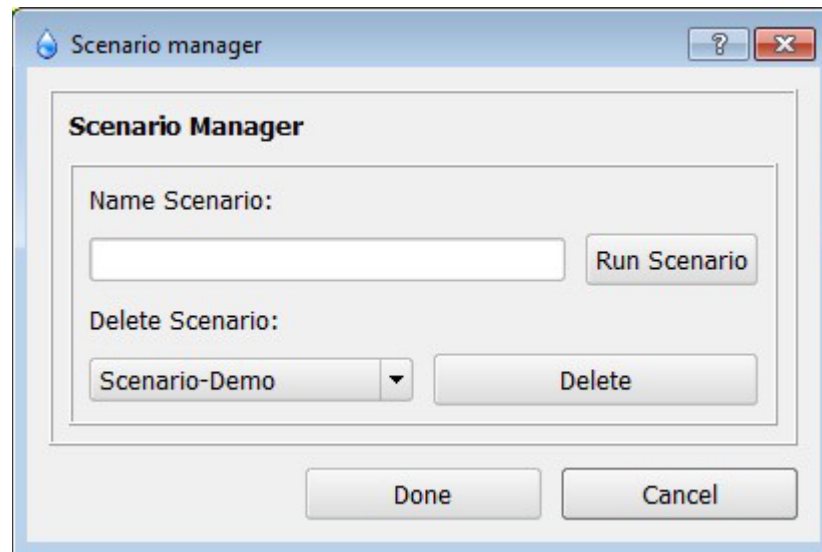 Scenario manager
?
Scenario Manager
Name Scenario:
Run Scenario
Delete Scenario:
Scenario-Demo Delete
Done Cancel